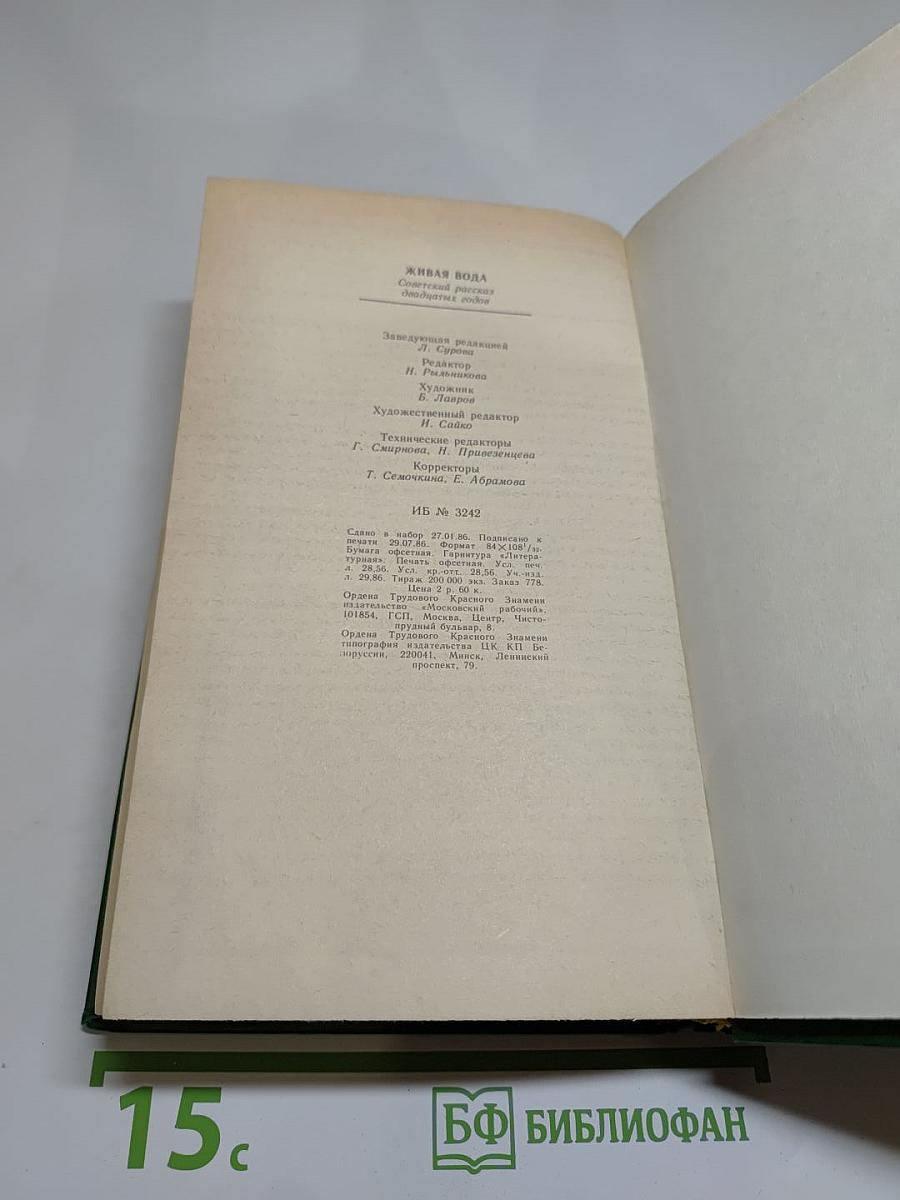 ЖИВАЯ ВОДА
Советский рассказ
двадцатых годов
Заведующая редакцией
Л. Сурова
Редактор
Н. Рыльникова
Художник
Б. Лавров
Художественный редактор
И. Сайко
Технические редакторы
Г. Смирнова, Н. Привезенцева
Корректоры
Т. Семочкина, Е. Абрамова
ИБ № 3242
Сдано в набор 27.01.86. Подписано к
печати 29.07.86. Формат 84×108¹/₃₂.
Бумага офсетная. Гарнитура «Литера-
турная». Печать офсетная. Усл. печ.
л. 28,56. Усл. кр.-отт. 28,56. Уч.-изд.
л. 29,86. Тираж 200 000 экз. Заказ 778.
Цена 2 р. 60 к.
Ордена Трудового Красного Знамени
издательство «Московский рабочий».
101854, ГСП, Москва, Центр, Чисто-
прудный бульвар, 8.
Ордена Трудового Красного Знамени
типография издательства ЦК КП Бе-
лоруссии, 220041, Минск, Ленинский
проспект, 79.
15 с
БФ БИБЛИОФАН